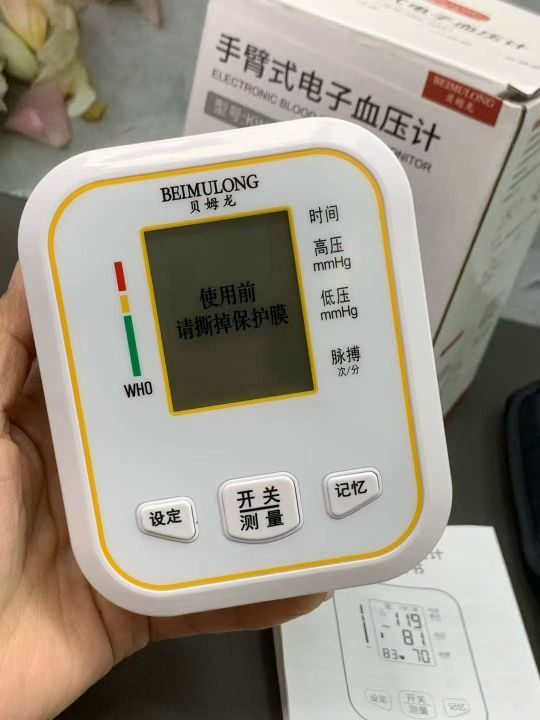 手臂式电子血压计
BEIMULONG
贝姆龙
BEIMULONG
贝姆龙
时间
高压
mmHg
低压
mmHg
脉搏
次/分
使用前
请撕掉保护膜
WHO
设定
开关
测量
记忆
119
81
83 70
设定
开关
测量
记忆